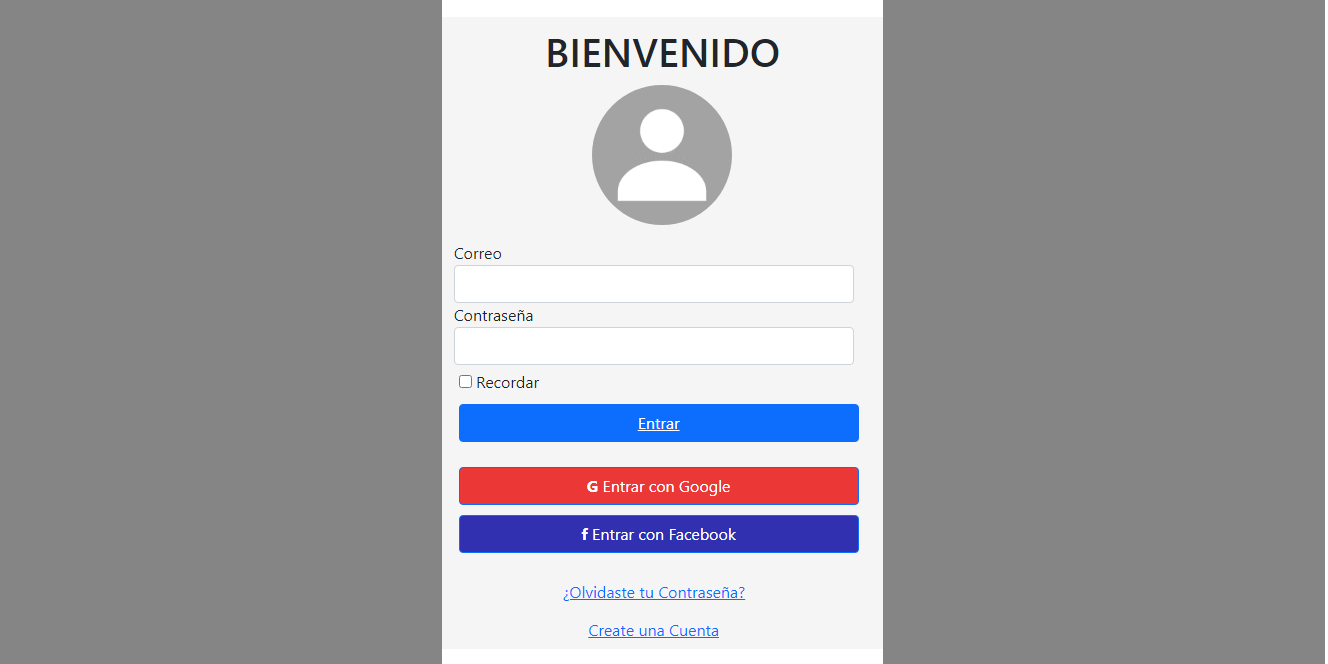 BIENVENIDO
Correo
Contraseña
Recordar
Entrar
G Entrar con Google
f Entrar con Facebook
¿Olvidaste tu Contraseña?
Create una Cuenta